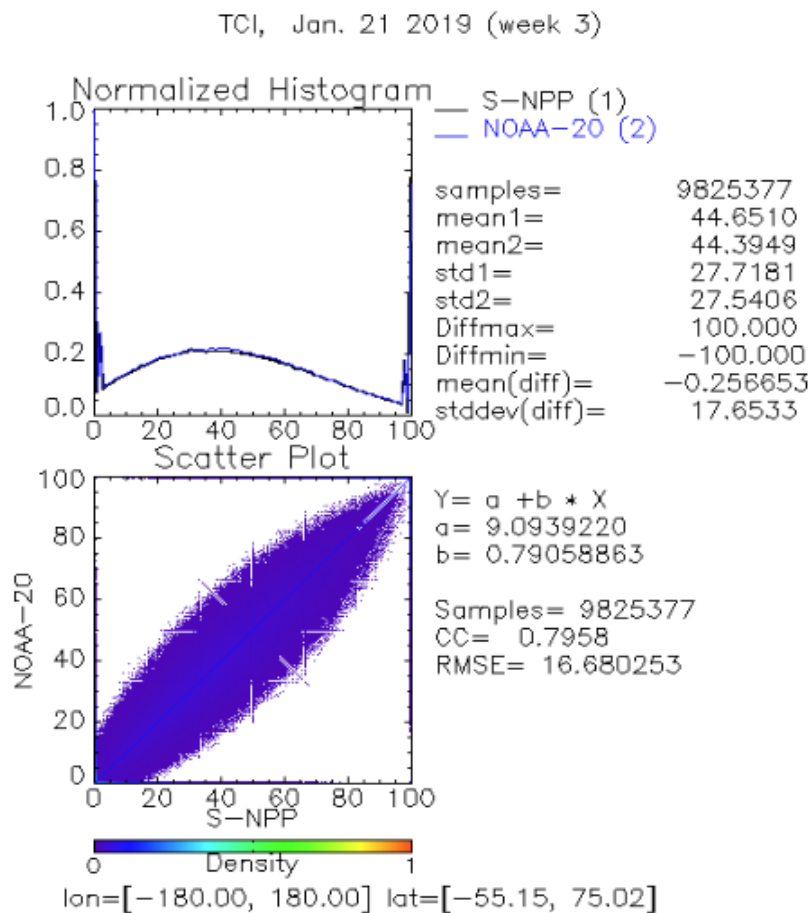 TCI, Jan. 21 2019 (week 3)
Normalized Histogram
S-NPP (1)
NOAA-20 (2)
1.0
0.8
0.6
0.4
0.2
0.0
0 20 40 60 80 100
samples= 9825377
mean1= 44.6510
mean2= 44.3949
std1= 27.7181
std2= 27.5406
Diffmax= 100.000
Diffmin= -100.000
mean(diff)= -0.256653
stddev(diff)= 17.6533
Scatter Plot
100
80
60
40
20
0
NOAA-20
0 20 40 60 80 100
S-NPP
Y= a +b * X
a= 9.0939220
b= 0.79058863
Samples= 9825377
CC= 0.7958
RMSE= 16.680253
0 Density 1
lon=[-180.00, 180.00] lat=[-55.15, 75.02]